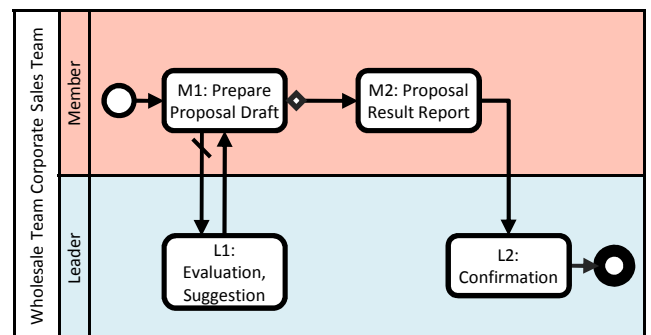 Wholesale Team Corporate Sales Team
Member
M1: Prepare
Proposal Draft
M2: Proposal
Result Report
Leader
L1:
Evaluation,
Suggestion
L2:
Confirmation